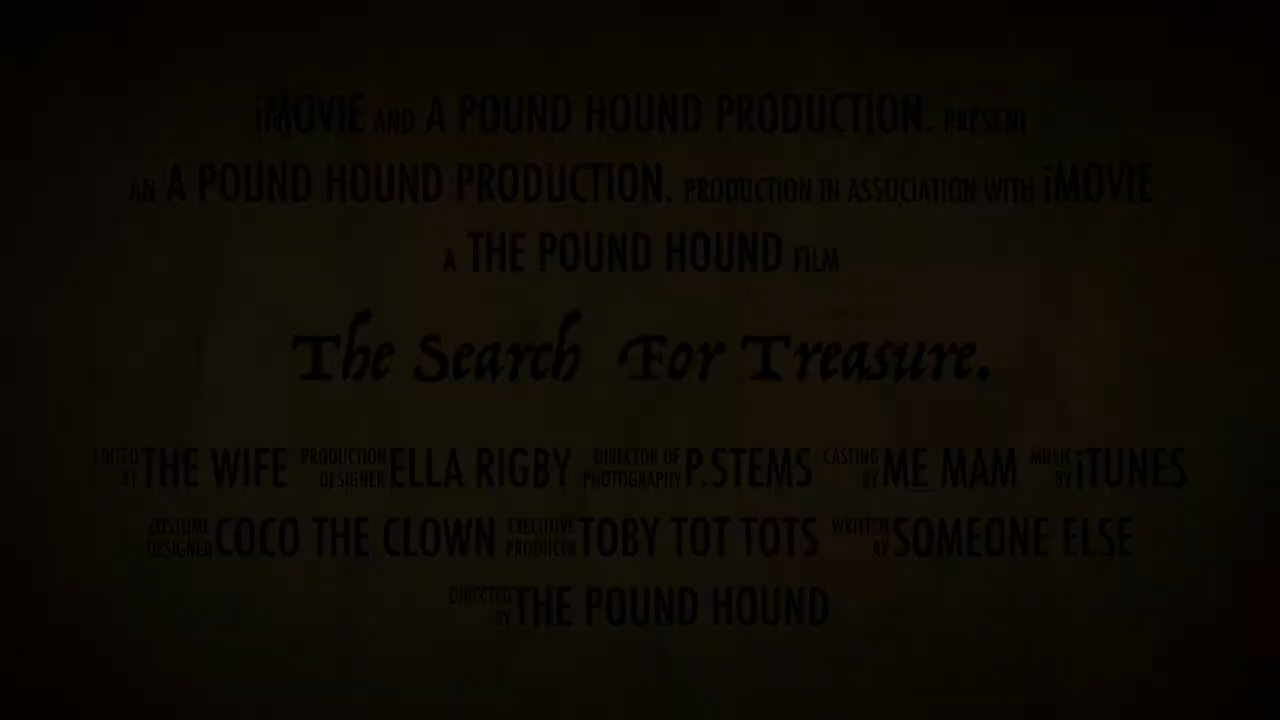 iMOVIE AND A POUND HOUND PRODUCTION. PRESENT
AN A POUND HOUND PRODUCTION. PRODUCTION IN ASSOCIATION WITH iMOVIE
A THE POUND HOUND FILM
The Search For Treasure.
EDITED BY THE WIFE PRODUCTION DESIGNER ELLA RIGBY DIRECTOR OF PHOTOGRAPHY P.STEMS CASTING BY ME MAM MUSIC BY iTUNES
COSTUME DESIGNER COCO THE CLOWN EXECUTIVE PRODUCER TOBY TOT TOTS WRITTEN BY SOMEONE ELSE
DIRECTED BY THE POUND HOUND